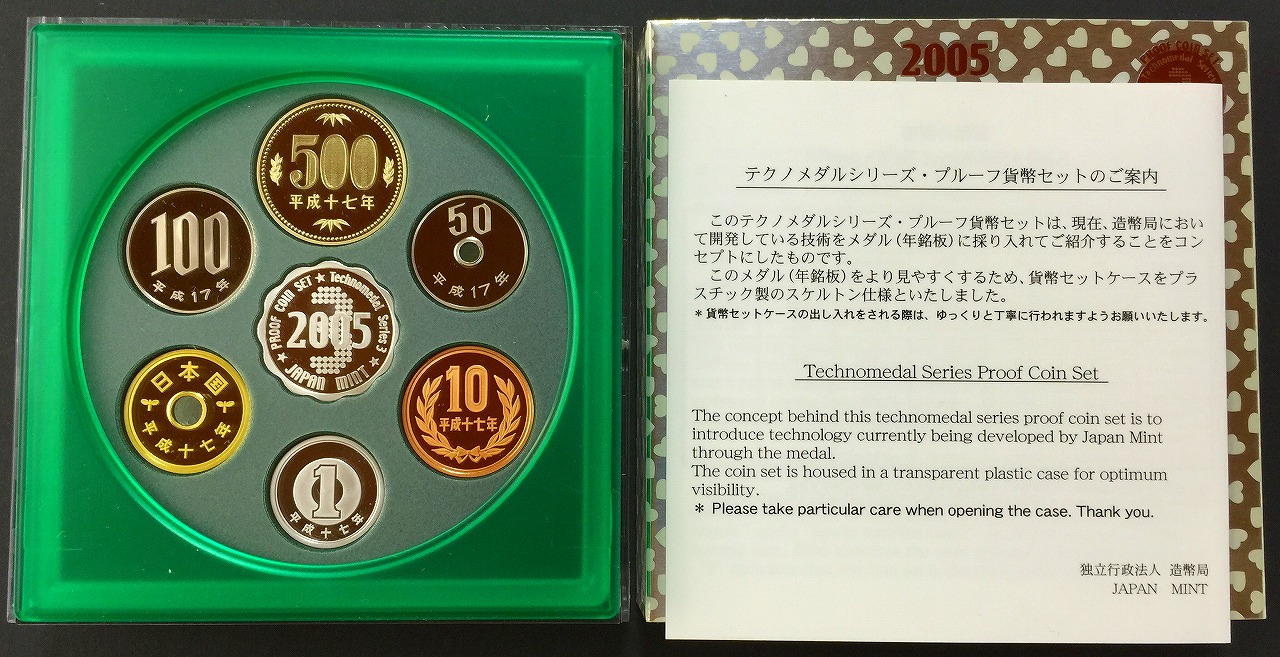 500
平成十七年
100
平成17年
50
平成17年
PROOF COIN SET ★ Technomedal Series 3 ★ JAPAN MINT ★
2005
3
日本国
平成十七年
10
平成十七年
1
平成十七年
2005
PROOF COIN SET
Technomedal Series
3
テクノメダルシリーズ・プルーフ貨幣セットのご案内
このテクノメダルシリーズ・プルーフ貨幣セットは、現在、造幣局におい
て開発している技術をメダル（年銘板）に採り入れてご紹介することをコン
セプトにしたものです。
このメダル（年銘板）をより見やすくするため、貨幣セットケースをプラ
スチック製のスケルトン仕様といたしました。
＊貨幣セットケースの出し入れをされる際は、ゆっくりと丁寧に行われますようお願いいたします。
Technomedal Series Proof Coin Set
The concept behind this technomedal series proof coin set is to
introduce technology currently being developed by Japan Mint
through the medal.
The coin set is housed in a transparent plastic case for optimum
visibility.
＊ Please take particular care when opening the case. Thank you.
独立行政法人 造幣局
JAPAN MINT